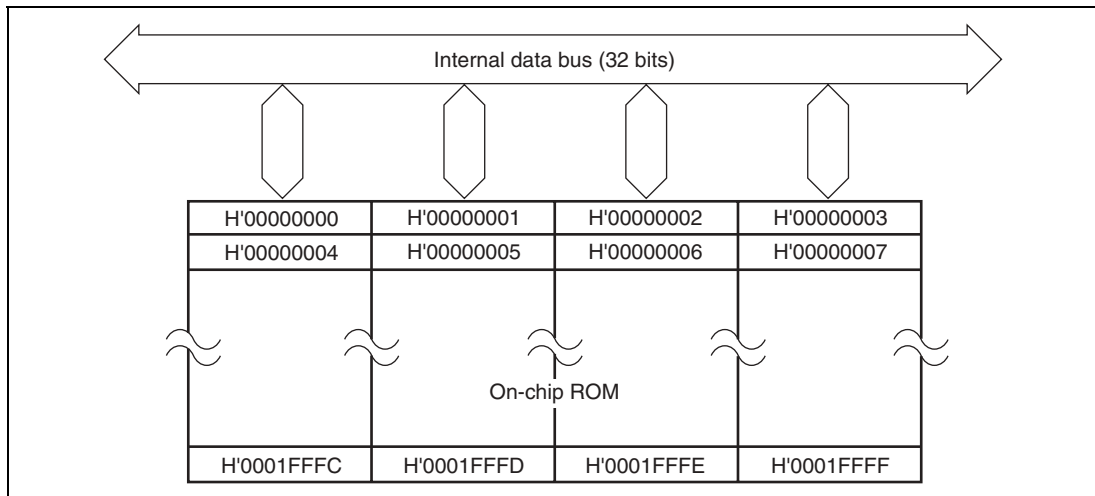 Internal data bus (32 bits)
H'00000000 H'00000001 H'00000002 H'00000003
H'00000004 H'00000005 H'00000006 H'00000007
On-chip ROM
H'0001FFFC H'0001FFFD H'0001FFFE H'0001FFFF